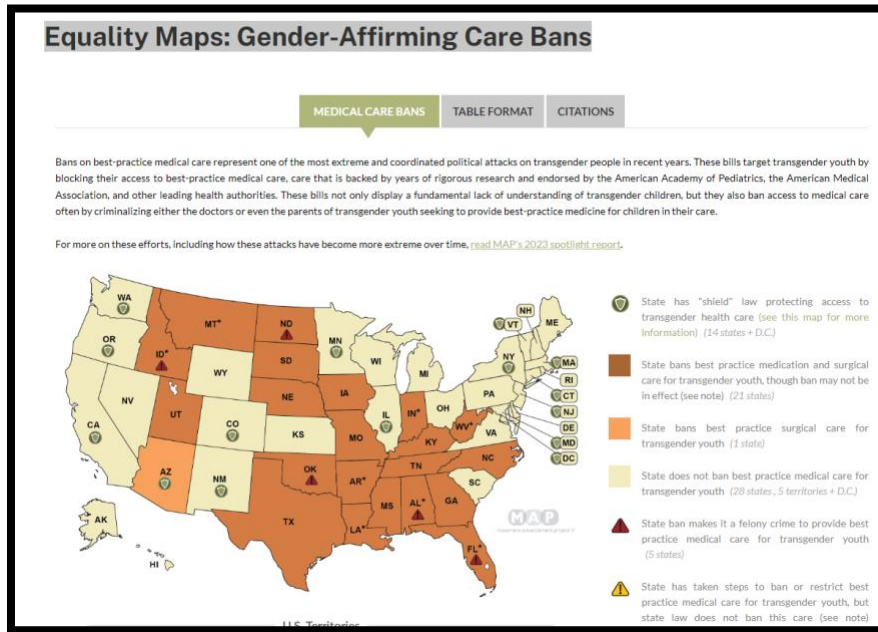 Equality Maps: Gender-Affirming Care Bans
MEDICAL CARE BANS TABLE FORMAT CITATIONS
Bans on best-practice medical care represent one of the most extreme and coordinated political attacks on transgender people in recent years. These bills target transgender youth by
blocking their access to best-practice medical care, care that is backed by years of rigorous research and endorsed by the American Academy of Pediatrics, the American Medical
Association, and other leading health authorities. These bills not only display a fundamental lack of understanding of transgender children, but they also ban access to medical care
often by criminalizing either the doctors or even the parents of transgender youth seeking to provide best-practice medicine for children in their care.
For more on these efforts, including how these attacks have become more extreme over time, read MAP's 2023 spotlight report.
WA
OR
CA
NV
ID*
MT*
WY
UT
AZ
CO
NM
ND
SD
NE
KS
OK
TX
MN
IA
MO
AR*
LA*
WI
IL
MI
IN*
OH
KY
TN
MS
AL*
GA
FL*
SC
NC
VA
WV*
PA
NY
VT
NH
ME
MA
RI
CT
NJ
DE
MD
DC
AK
HI
MAP
State has "shield" law protecting access to
transgender health care (see this map for more
information) (14 states + D.C.)
State bans best practice medication and surgical
care for transgender youth, though ban may not be
in effect (see note) (21 states)
State bans best practice surgical care for
transgender youth (1 state)
State does not ban best practice medical care for
transgender youth (28 states , 5 territories + D.C.)
State ban makes it a felony crime to provide best
practice medical care for transgender youth
(5 states)
State has taken steps to ban or restrict best
practice medical care for transgender youth, but
state law does not ban this care (see note)
U.S. Territories